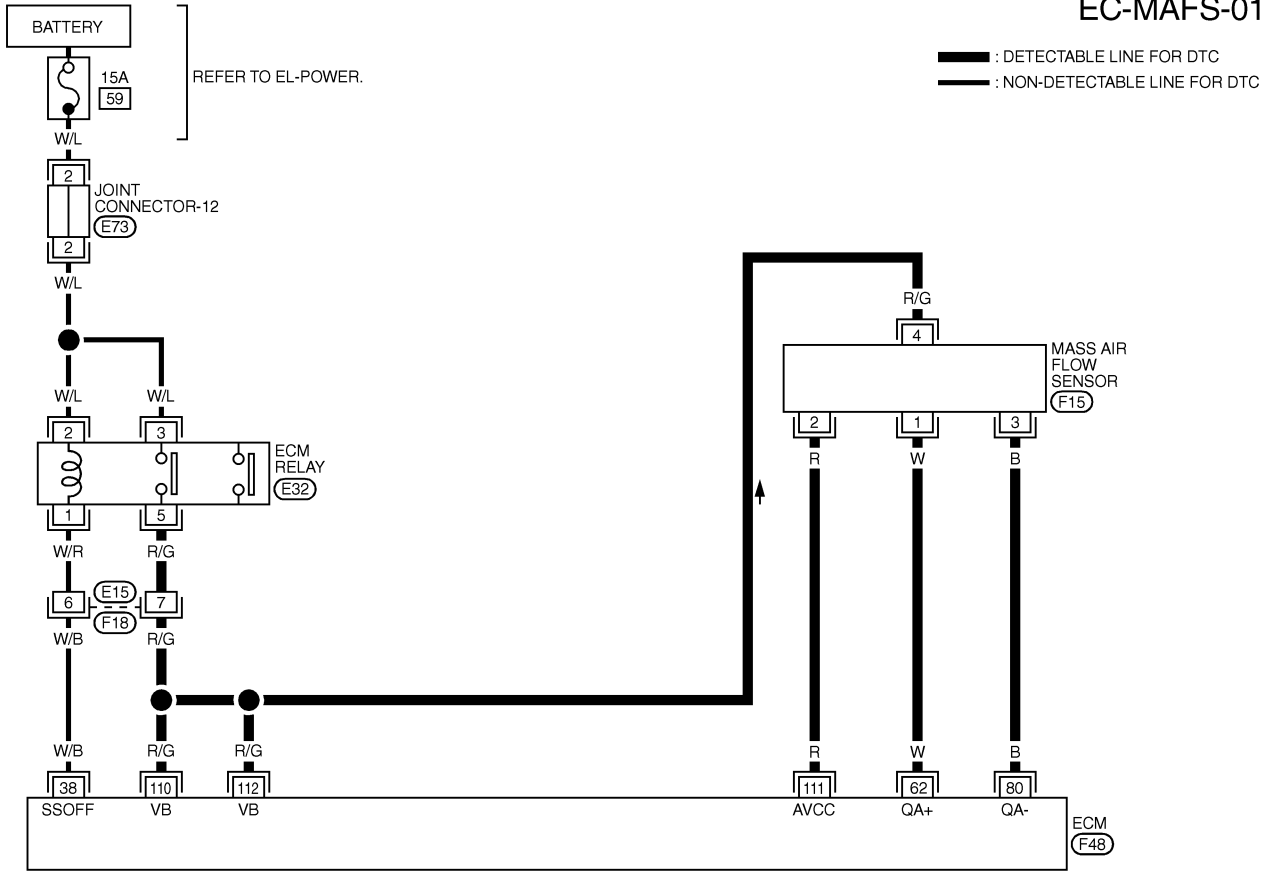 EC-MAFS-01
BATTERY
: DETECTABLE LINE FOR DTC
: NON-DETECTABLE LINE FOR DTC
15A
59
REFER TO EL-POWER.
W/L
2
JOINT
CONNECTOR-12
E73
2
W/L
R/G
4
MASS AIR
FLOW
SENSOR
F15
W/L W/L
2 3
2 1 3
R W B
ECM
RELAY
E32
1 5
W/R R/G
6 E15 7
F18
W/B R/G
W/B R/G R/G R W B
38 110 112 111 62 80
SSOFF VB VB AVCC QA+ QA-
ECM
F48